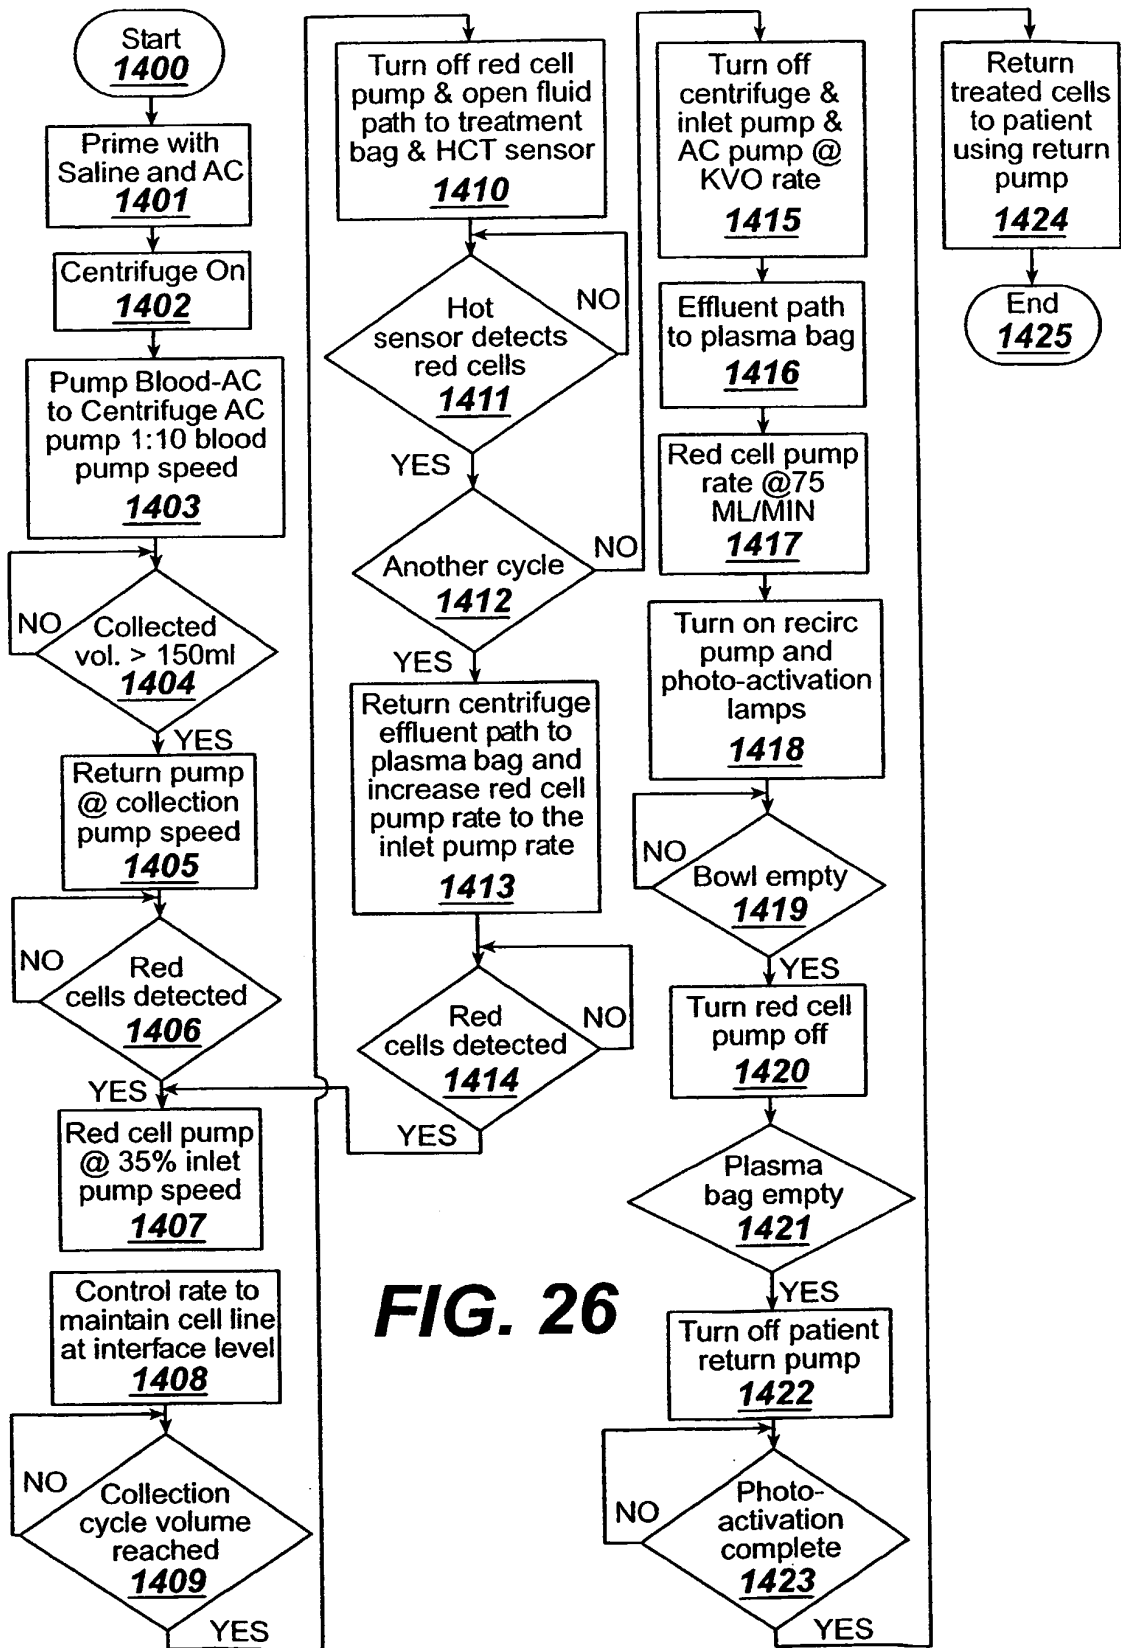 Start
1400
Prime with
Saline and AC
1401
Centrifuge On
1402
Pump Blood-AC
to Centrifuge AC
pump 1:10 blood
pump speed
1403
NO
Collected
vol. > 150ml
1404
YES
Return pump
@ collection
pump speed
1405
NO
Red
cells detected
1406
YES
Red cell pump
@ 35% inlet
pump speed
1407
Control rate to
maintain cell line
at interface level
1408
NO
Collection
cycle volume
reached
1409
YES
Turn off red cell
pump & open fluid
path to treatment
bag & HCT sensor
1410
NO
Hot
sensor detects
red cells
1411
YES
NO
Another cycle
1412
YES
Return centrifuge
effluent path to
plasma bag and
increase red cell
pump rate to the
inlet pump rate
1413
NO
Red
cells detected
1414
YES
Turn off
centrifuge &
inlet pump &
AC pump @
KVO rate
1415
Effluent path
to plasma bag
1416
Red cell pump
rate @75
ML/MIN
1417
Turn on recirc
pump and
photo-activation
lamps
1418
NO
Bowl empty
1419
YES
Turn red cell
pump off
1420
Plasma
bag empty
1421
YES
Turn off patient
return pump
1422
NO
Photo-
activation
complete
1423
YES
Return
treated cells
to patient
using return
pump
1424
End
1425
FIG. 26